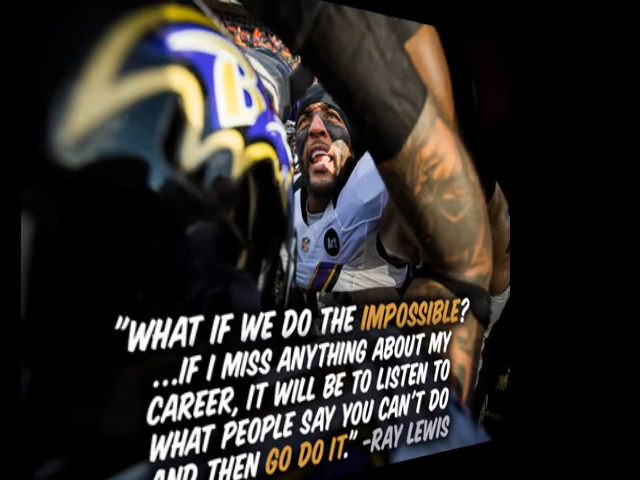 "WHAT IF WE DO THE IMPOSSIBLE?
...IF I MISS ANYTHING ABOUT MY
CAREER, IT WILL BE TO LISTEN TO
WHAT PEOPLE SAY YOU CAN'T DO
AND THEN GO DO IT." -RAY LEWIS
B
Art